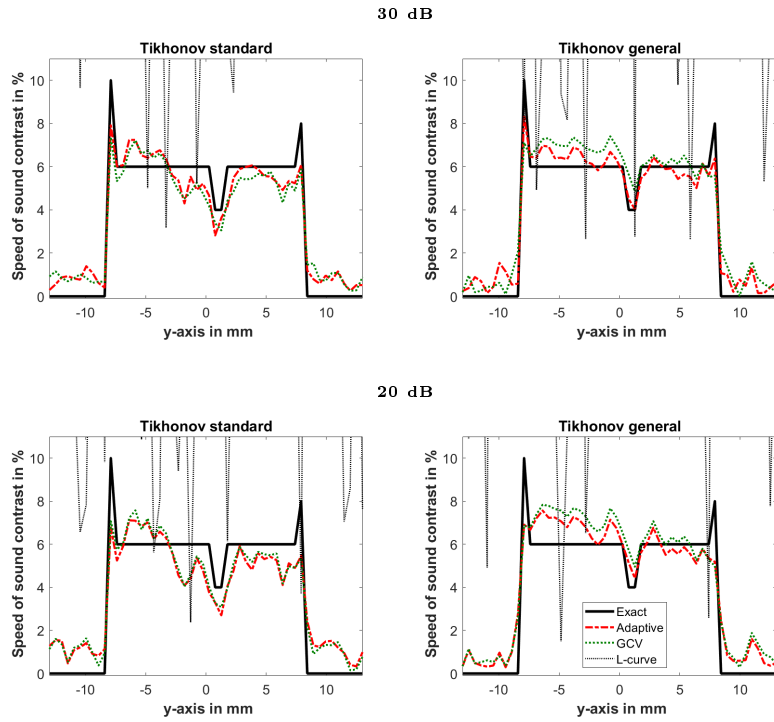 30 dB
Tikhonov standard
Speed of sound contrast in %
10
8
6
4
2
0
-10
-5
0
5
10
y-axis in mm
Tikhonov general
Speed of sound contrast in %
10
8
6
4
2
0
-10
-5
0
5
10
y-axis in mm
20 dB
Tikhonov standard
Speed of sound contrast in %
10
8
6
4
2
0
-10
-5
0
5
10
y-axis in mm
Tikhonov general
Speed of sound contrast in %
10
8
6
4
2
0
-10
-5
0
5
10
y-axis in mm
Exact
Adaptive
GCV
L-curve